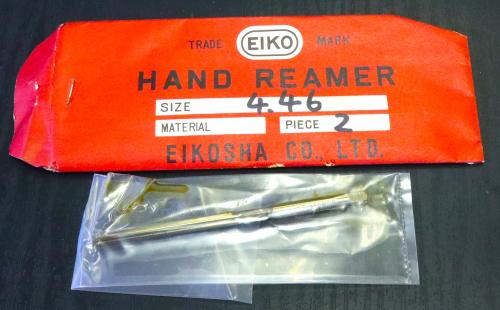 TRADE EIKO MARK
HAND REAMER
SIZE 4.46
MATERIAL PIECE 2
EIKOSHA CO., LTD.